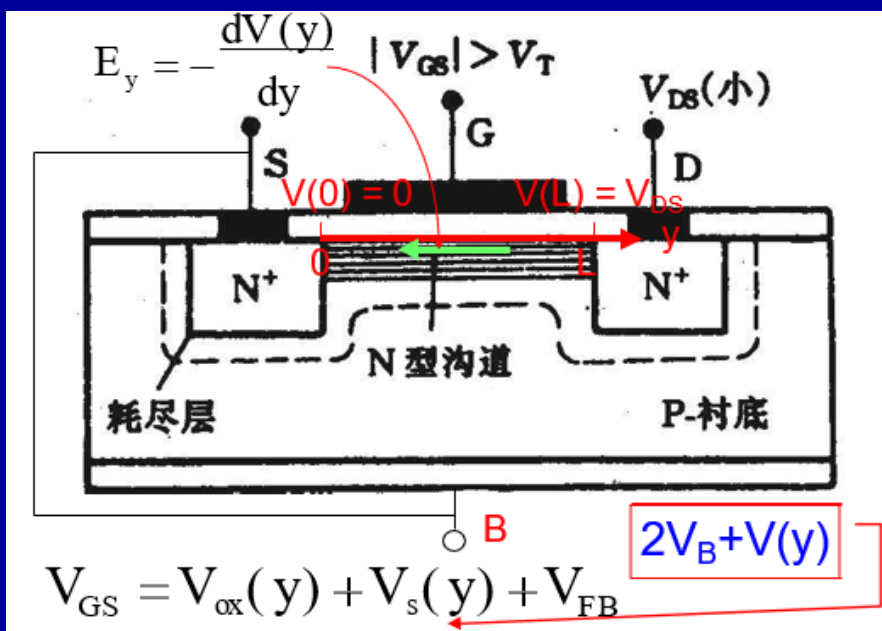 E_y = - dV(y)/dy
|V_GS| > V_T
V_DS(小)
G
S
D
V(0) = 0
V(L) = V_DS
y
0
L
N⁺
N⁺
N 型沟道
耗尽层
P-衬底
B
2V_B+V(y)
V_GS = V_ox(y) + V_s(y) + V_FB